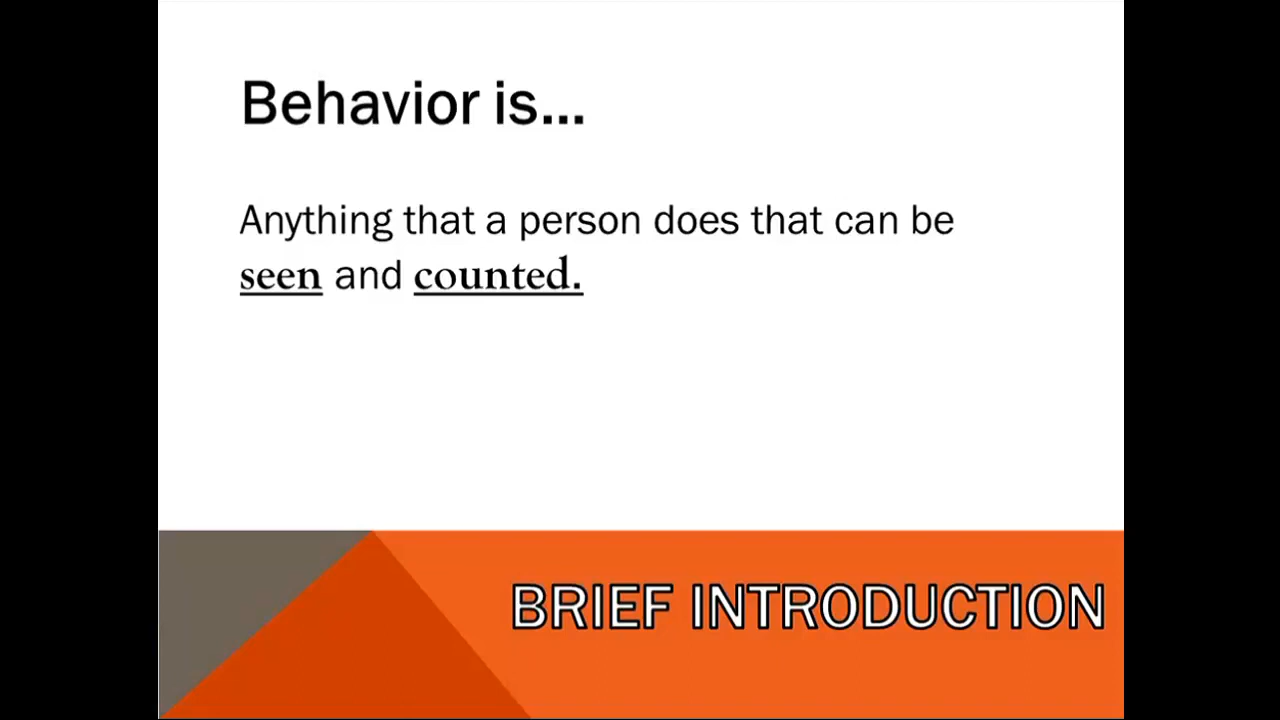 Behavior is...
Anything that a person does that can be
seen and counted.
BRIEF INTRODUCTION